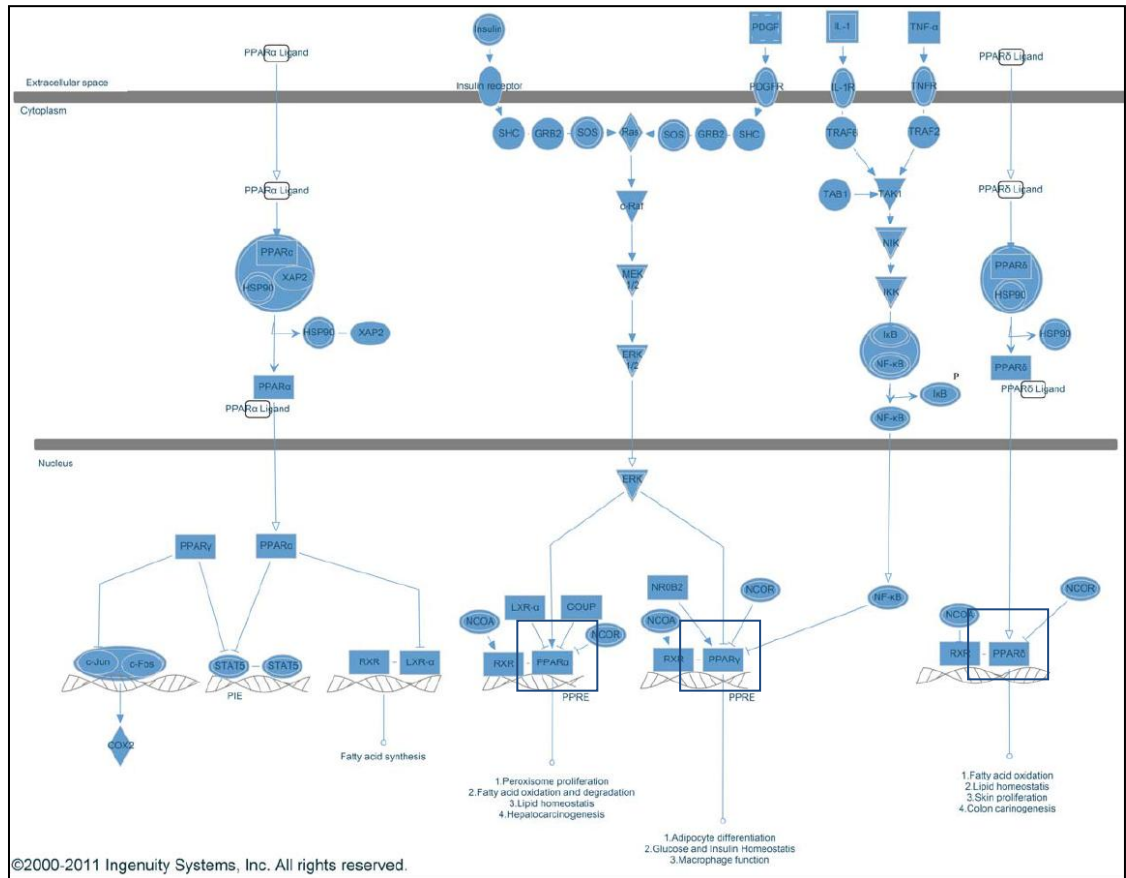 Insulin
PDGF
IL-1
TNF-α
PPARα Ligand
PPARδ Ligand
Extracellular space
Insulin receptor
PDGFR
IL-1R
TNFR
Cytoplasm
SHC
GRB2
SOS
Ras
SOS
GRB2
SHC
TRAF6
TRAF2
PPARα Ligand
TAB1
TAK1
PPARδ Ligand
c-Raf
NIK
PPARα
XAP2
HSP90
MEK
1/2
IKK
PPARδ
HSP90
HSP90
XAP2
ERK
1/2
IκB
NF-κB
HSP90
PPARα
PPARα Ligand
P
IκB
NF-κB
PPARδ
PPARδ Ligand
Nucleus
ERK
PPARγ
PPARα
LXR-α
COUP
NCOA
NCOR
NCOR
NCOA
NF-κB
NCOR
NCOA
c-Jun
c-Fos
STAT5
STAT5
RXR
LXR-α
RXR
PPARα
RXR
PPARγ
RXR
PPARδ
PIE
PPRE
PPRE
COX2
Fatty acid synthesis
1.Peroxisome proliferation
2.Fatty acid oxidation and degradation
3.Lipid homeostatis
4.Hepalocarcinogenesis
1.Adipocyte differentiation
2.Glucose and Insulin Homeostatis
3.Macrophage function
1.Fatty acid oxidation
2.Lipid homeostatis
3.Skin proliferation
4.Colon carinogenesis
©2000-2011 Ingenuity Systems, Inc. All rights reserved.